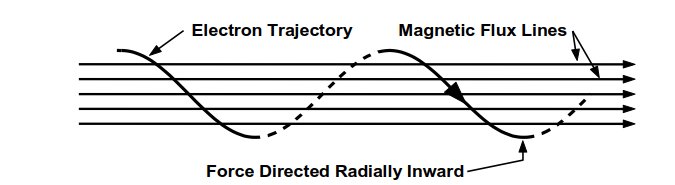 Electron Trajectory
Magnetic Flux Lines
Force Directed Radially Inward